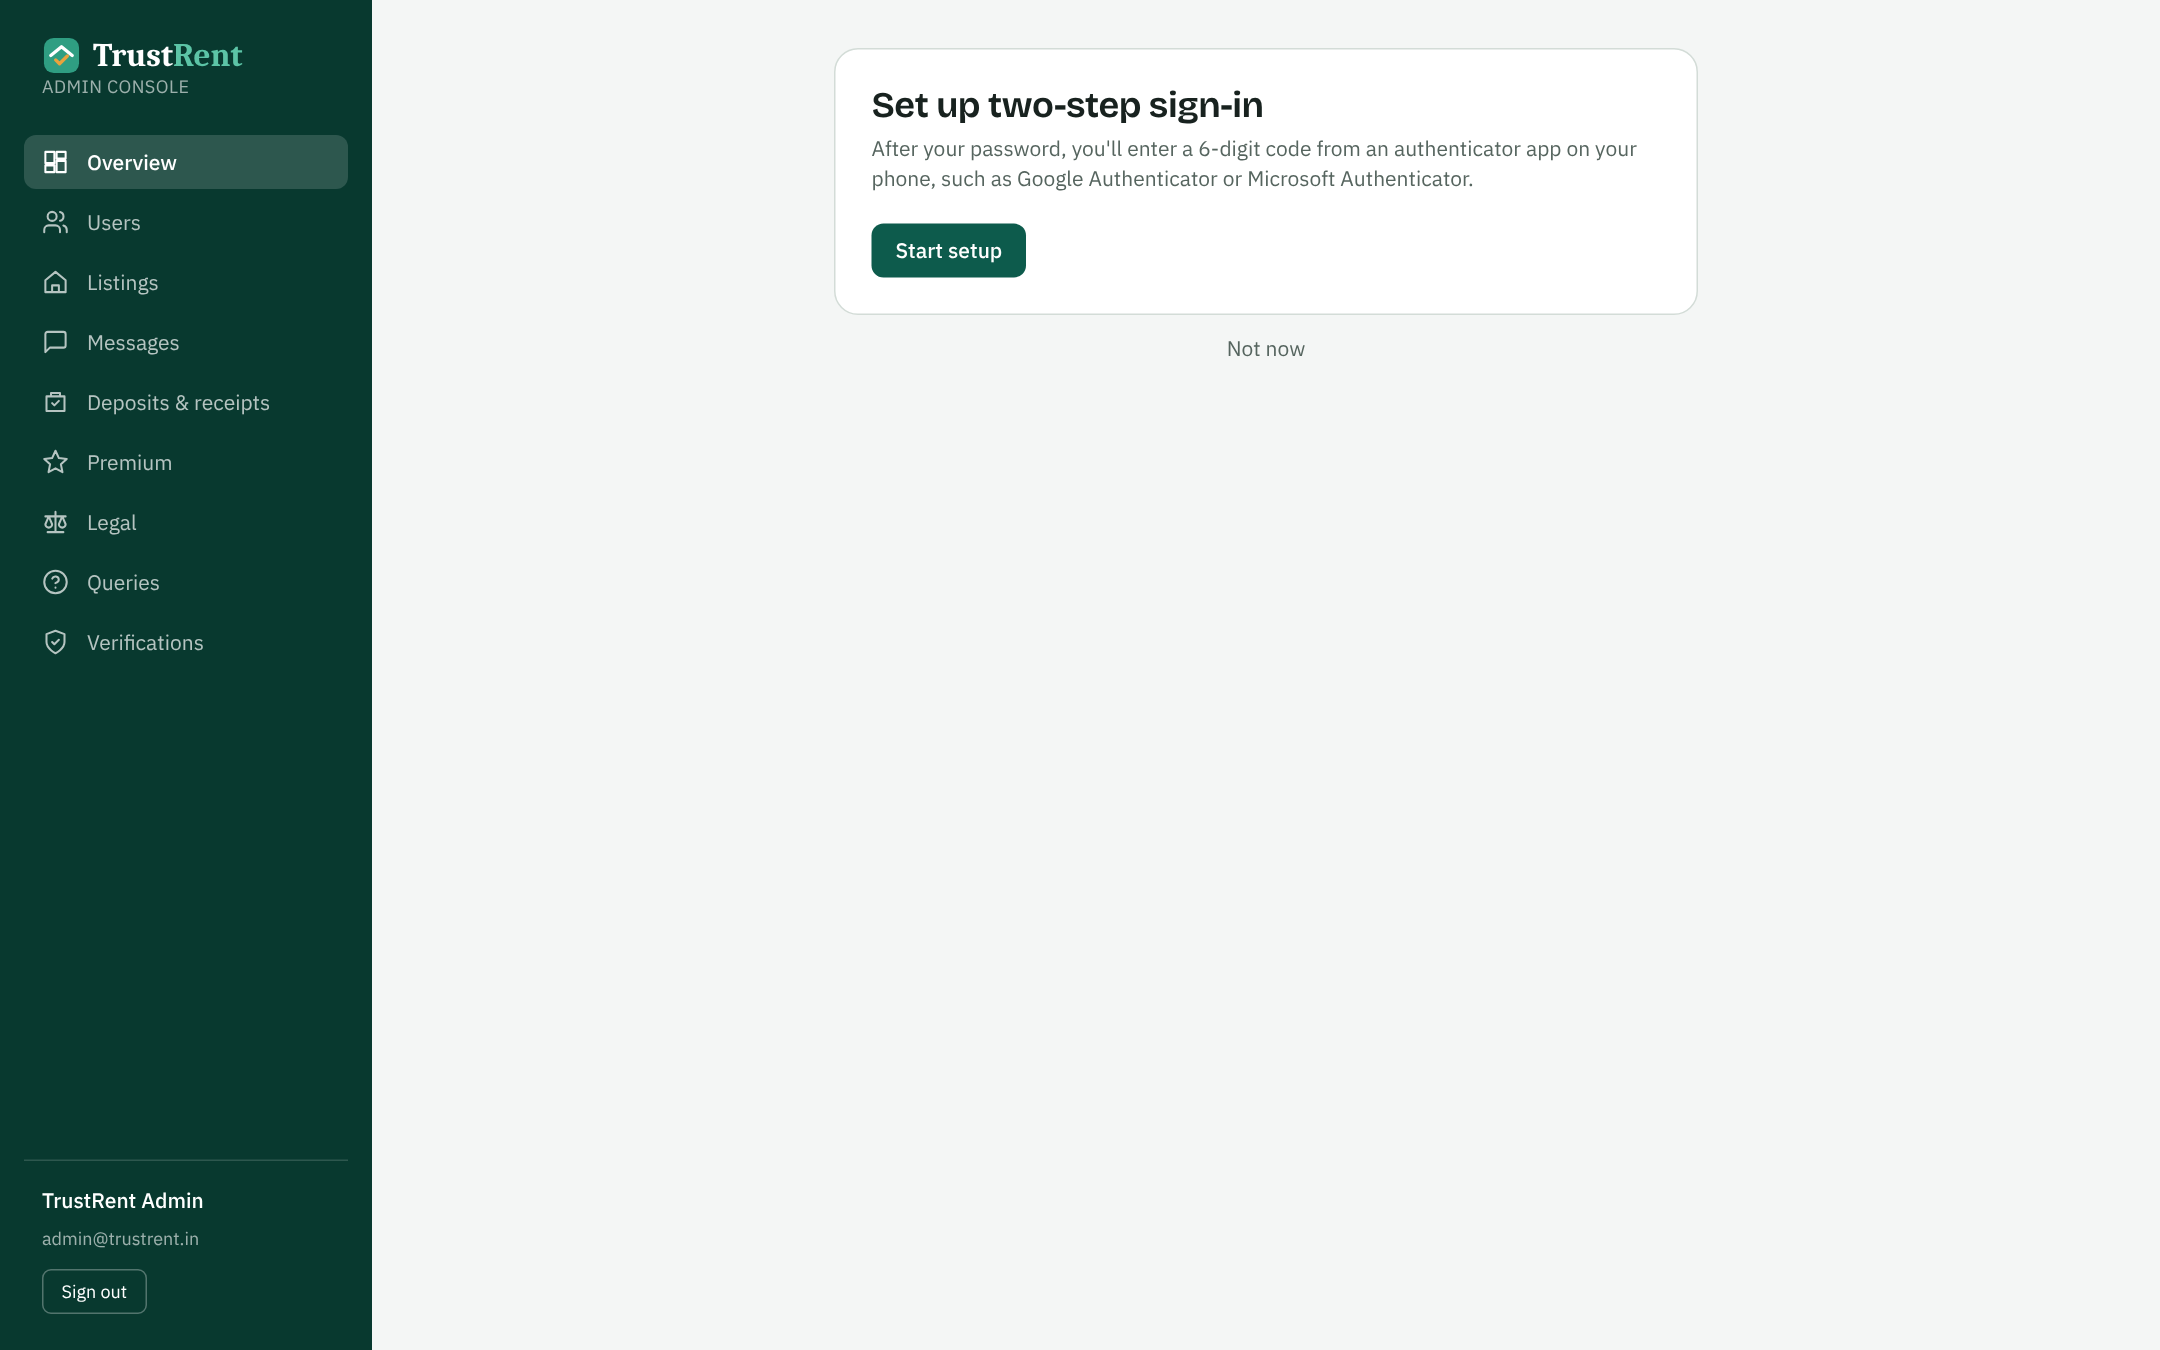 TrustRent
ADMIN CONSOLE
Overview
Users
Listings
Messages
Deposits & receipts
Premium
Legal
Queries
Verifications
TrustRent Admin
admin@trustrent.in
Sign out
Set up two-step sign-in
After your password, you'll enter a 6-digit code from an authenticator app on your
phone, such as Google Authenticator or Microsoft Authenticator.
Start setup
Not now